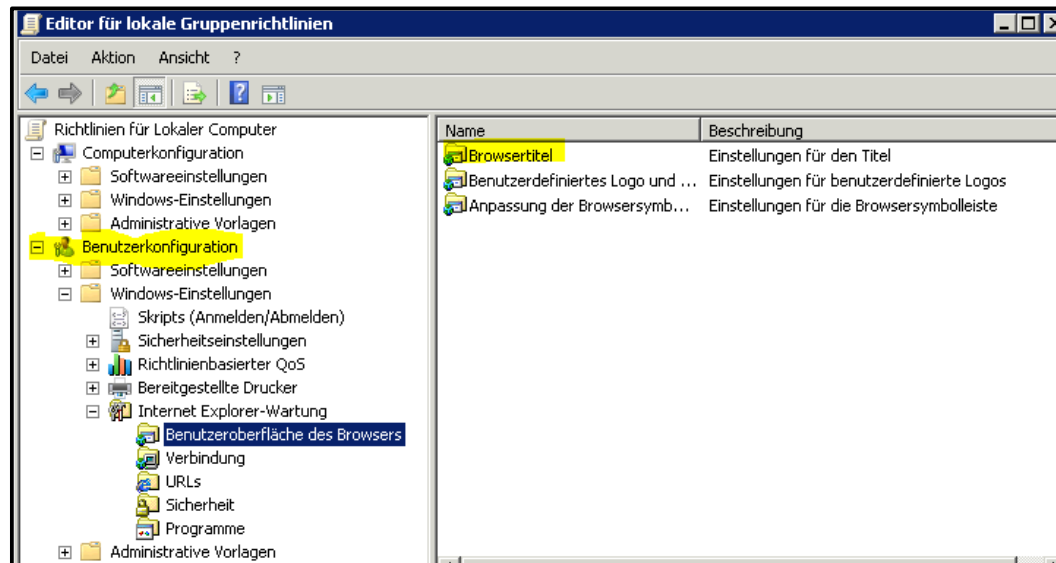 Editor für lokale Gruppenrichtlinien
Datei Aktion Ansicht ?
Richtlinien für Lokaler Computer
Computerkonfiguration
Softwareeinstellungen
Windows-Einstellungen
Administrative Vorlagen
Benutzerkonfiguration
Softwareeinstellungen
Windows-Einstellungen
Skripts (Anmelden/Abmelden)
Sicherheitseinstellungen
Richtlinienbasierter QoS
Bereitgestellte Drucker
Internet Explorer-Wartung
Benutzeroberfläche des Browsers
Verbindung
URLs
Sicherheit
Programme
Administrative Vorlagen
Name Beschreibung
Browsertitel Einstellungen für den Titel
Benutzerdefiniertes Logo und ... Einstellungen für benutzerdefinierte Logos
Anpassung der Browsersymb... Einstellungen für die Browsersymbolleiste